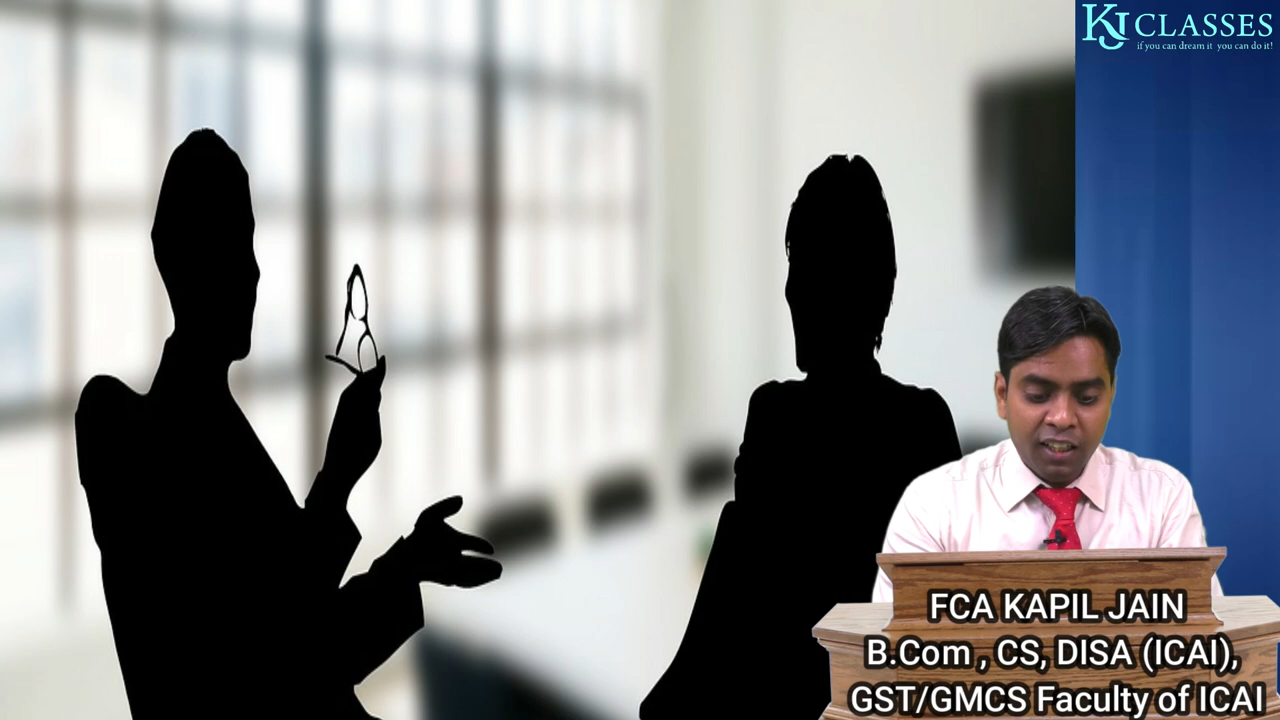 KJ CLASSES
if you can dream it you can do it!
FCA KAPIL JAIN
B.Com , CS, DISA (ICAI),
GST/GMCS Faculty of ICAI